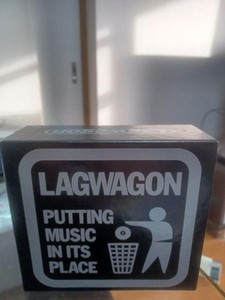 LAGWAGON
PUTTING
MUSIC
IN ITS
PLACE